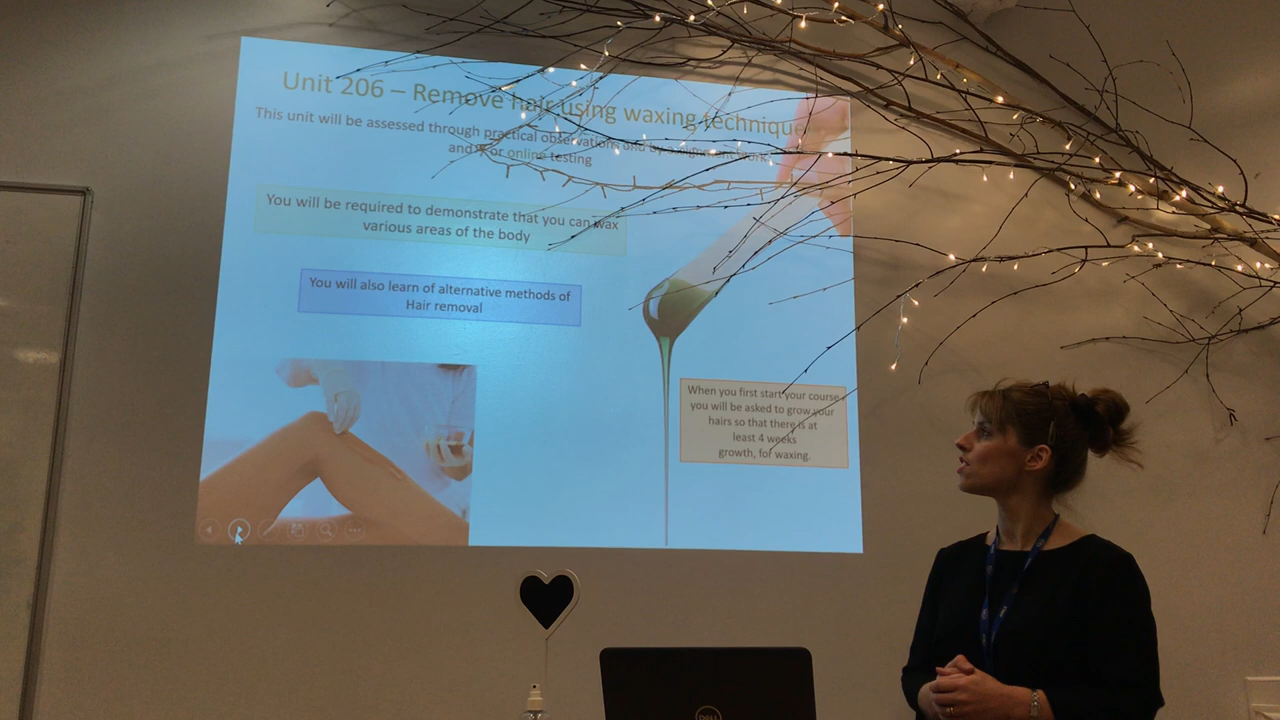 Unit 206 – Remove hair using waxing technique
This unit will be assessed through practical observation, and by
and / or online testing
You will be required to demonstrate that you can wax
various areas of the body
You will also learn of alternative methods of
Hair removal
When you first start your course,
you will be asked to grow your
hairs so that there is at
least 4 weeks
growth, for waxing.
DELL